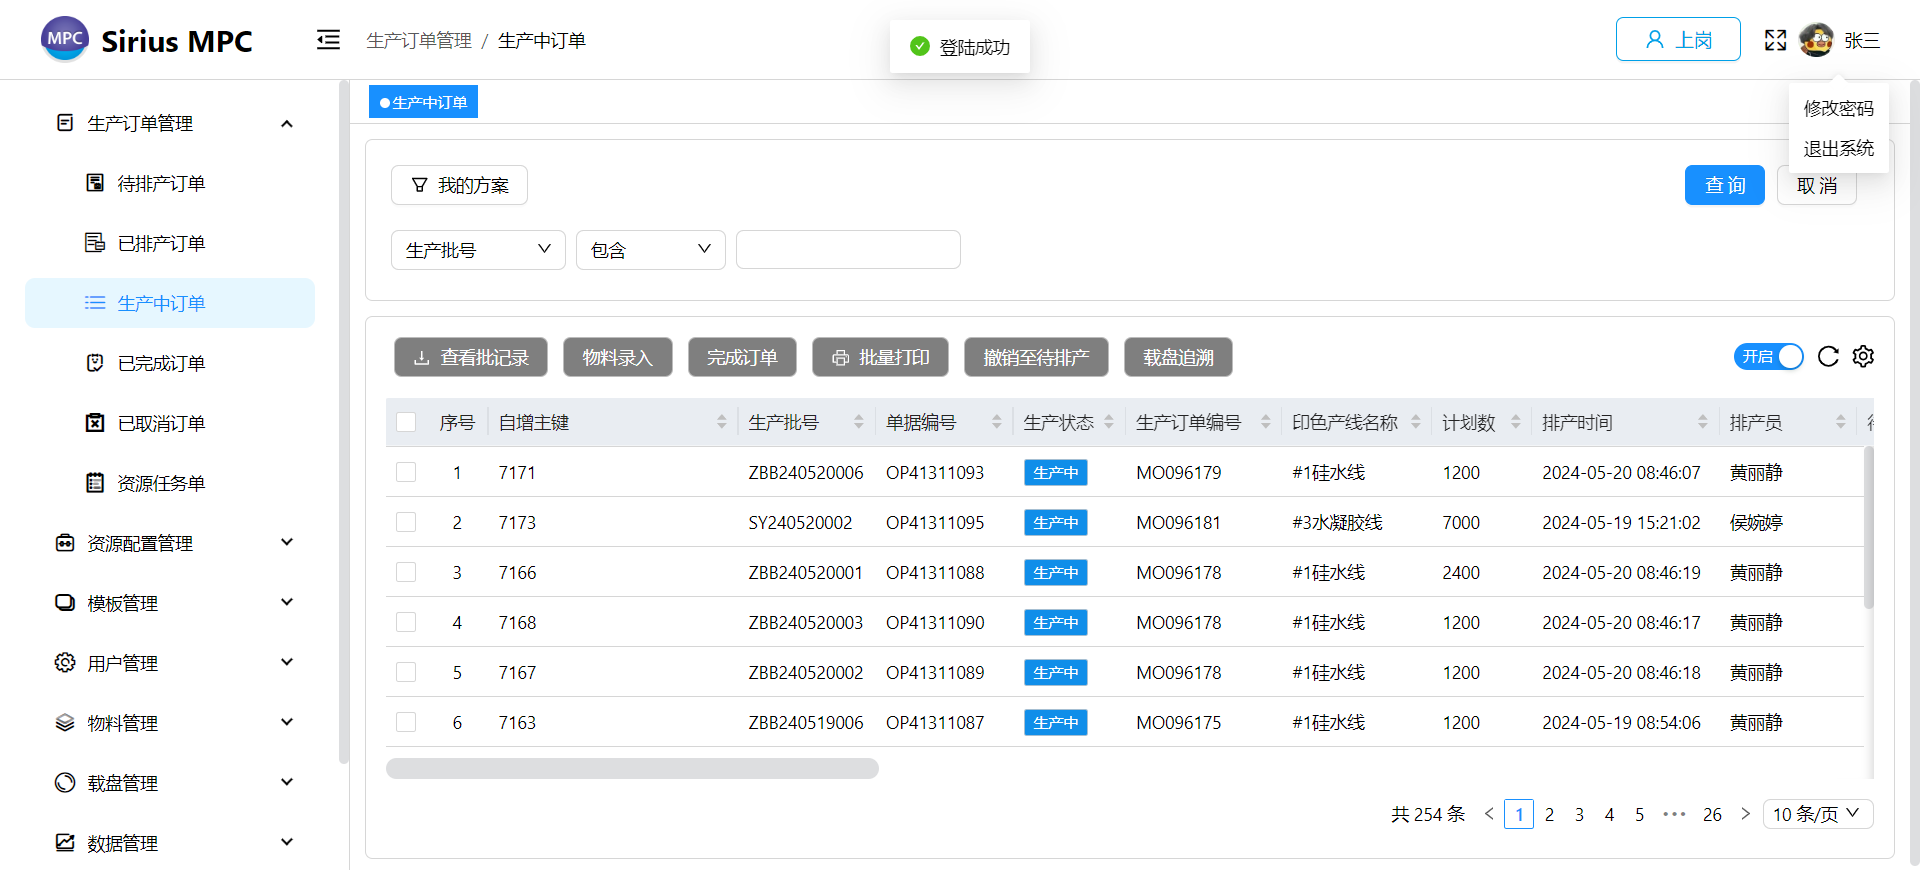 MPC Sirius MPC
生产订单管理 / 生产中订单
登陆成功
上岗
张三
修改密码
退出系统
生产订单管理
待排产订单
已排产订单
生产中订单
已完成订单
已取消订单
资源任务单
资源配置管理
模板管理
用户管理
物料管理
载盘管理
数据管理
生产中订单
我的方案
查询 取消
生产批号 包含
查看批记录 物料录入 完成订单 批量打印 撤销至待排产 载盘追溯 开启
序号 自增主键 生产批号 单据编号 生产状态 生产订单编号 印色产线名称 计划数 排产时间 排产员
1 7171 ZBB240520006 OP41311093 生产中 MO096179 #1硅水线 1200 2024-05-20 08:46:07 黄丽静
2 7173 SY240520002 OP41311095 生产中 MO096181 #3水凝胶线 7000 2024-05-19 15:21:02 侯婉婷
3 7166 ZBB240520001 OP41311088 生产中 MO096178 #1硅水线 2400 2024-05-20 08:46:19 黄丽静
4 7168 ZBB240520003 OP41311090 生产中 MO096178 #1硅水线 1200 2024-05-20 08:46:17 黄丽静
5 7167 ZBB240520002 OP41311089 生产中 MO096178 #1硅水线 1200 2024-05-20 08:46:18 黄丽静
6 7163 ZBB240519006 OP41311087 生产中 MO096175 #1硅水线 1200 2024-05-19 08:54:06 黄丽静
共 254 条 < 1 2 3 4 5 ••• 26 > 10 条/页